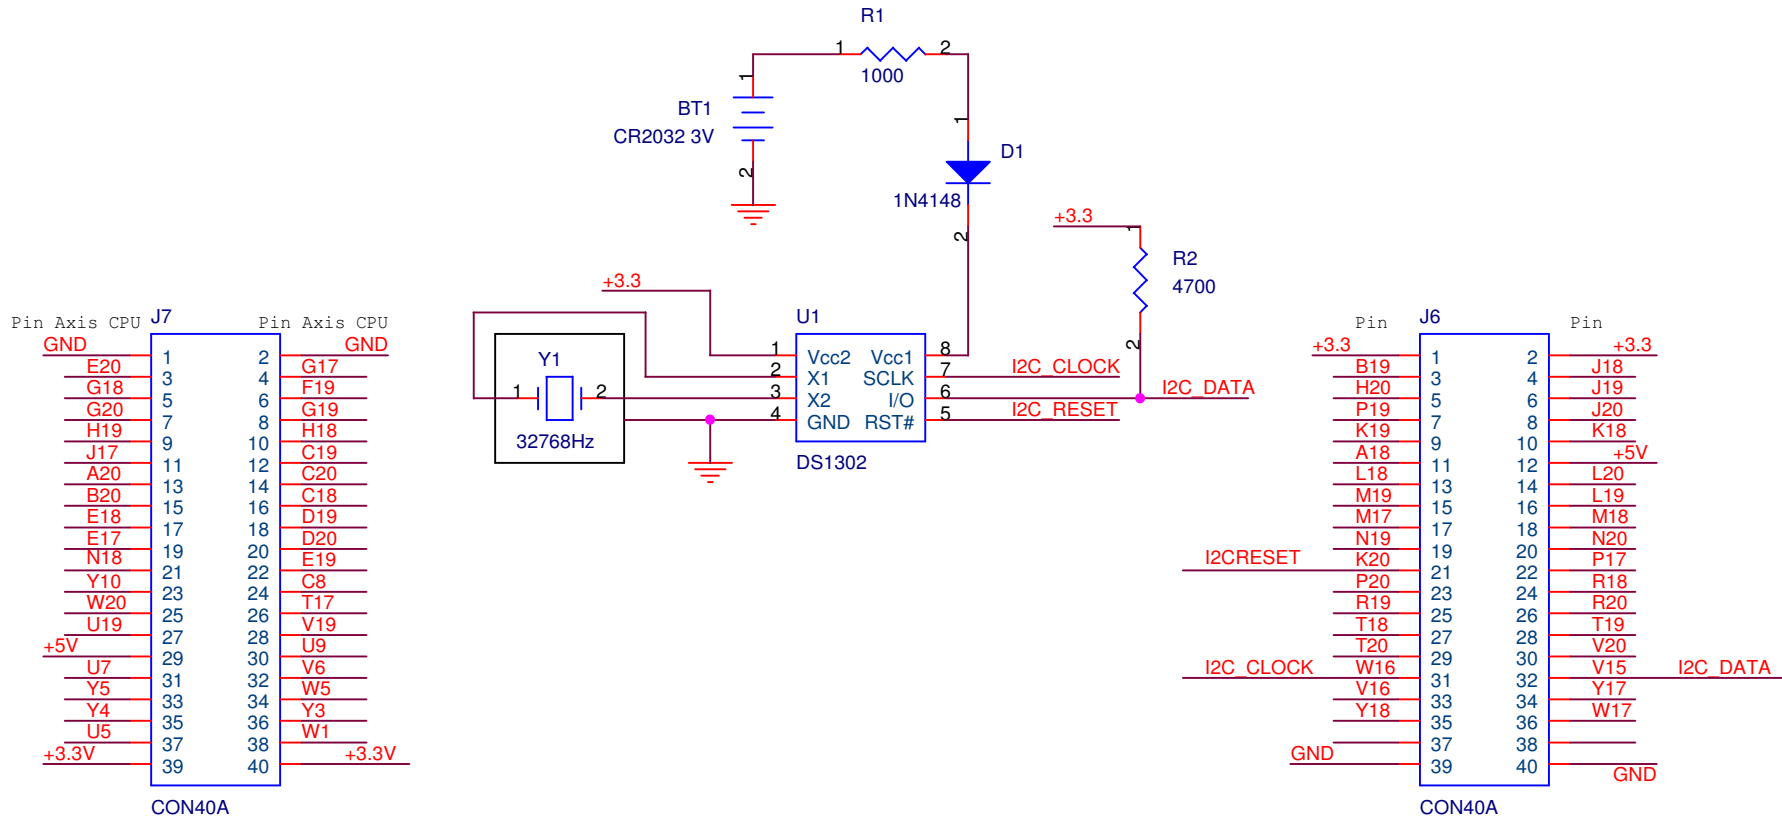 R1
1 2
1000
1
BT1
CR2032 3V
2
1
D1
1N4148
2
+3.3
1
R2
4700
2
+3.3
U1
1 Vcc2 Vcc1 8
2 X1 SCLK 7 I2C_CLOCK
3 X2 I/O 6 I2C_DATA
4 GND RST# 5 I2C_RESET
DS1302
Y1
1 2
32768Hz
Pin Axis CPU J7 Pin Axis CPU
GND 1 2 GND
E20 3 4 G17
G18 5 6 F19
G20 7 8 G19
H19 9 10 H18
J17 11 12 C19
A20 13 14 C20
B20 15 16 C18
E18 17 18 D19
E17 19 20 D20
N18 21 22 E19
Y10 23 24 C8
W20 25 26 T17
U19 27 28 V19
+5V 29 30 U9
U7 31 32 V6
Y5 33 34 W5
Y4 35 36 Y3
U5 37 38 W1
+3.3V 39 40 +3.3V
CON40A
Pin J6 Pin
+3.3 1 2 +3.3
B19 3 4 J18
H20 5 6 J19
P19 7 8 J20
K19 9 10 K18
A18 11 12 +5V
L18 13 14 L20
M19 15 16 L19
M17 17 18 M18
N19 19 20 N20
I2CRESET K20 21 22 P17
P20 23 24 R18
R19 25 26 R20
T18 27 28 T19
T20 29 30 V20
I2C_CLOCK W16 31 32 V15 I2C_DATA
V16 33 34 Y17
Y18 35 36 W17
37 38
GND 39 40 GND
CON40A